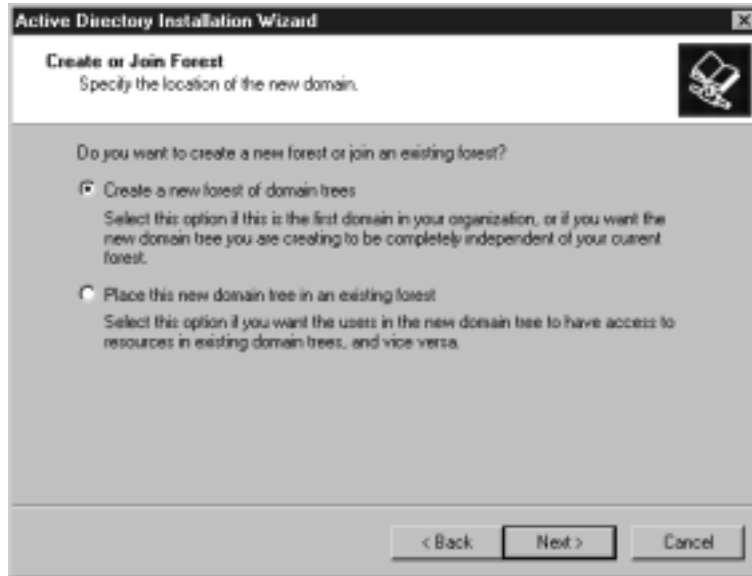 Active Directory Installation Wizard
Create or Join Forest
Specify the location of the new domain.
Do you want to create a new forest or join an existing forest?
Create a new forest of domain trees
Select this option if this is the first domain in your organization, or if you want the
new domain tree you are creating to be completely independent of your current
forest.
Place this new domain tree in an existing forest
Select this option if you want the users in the new domain tree to have access to
resources in existing domain trees, and vice versa.
< Back Next > Cancel